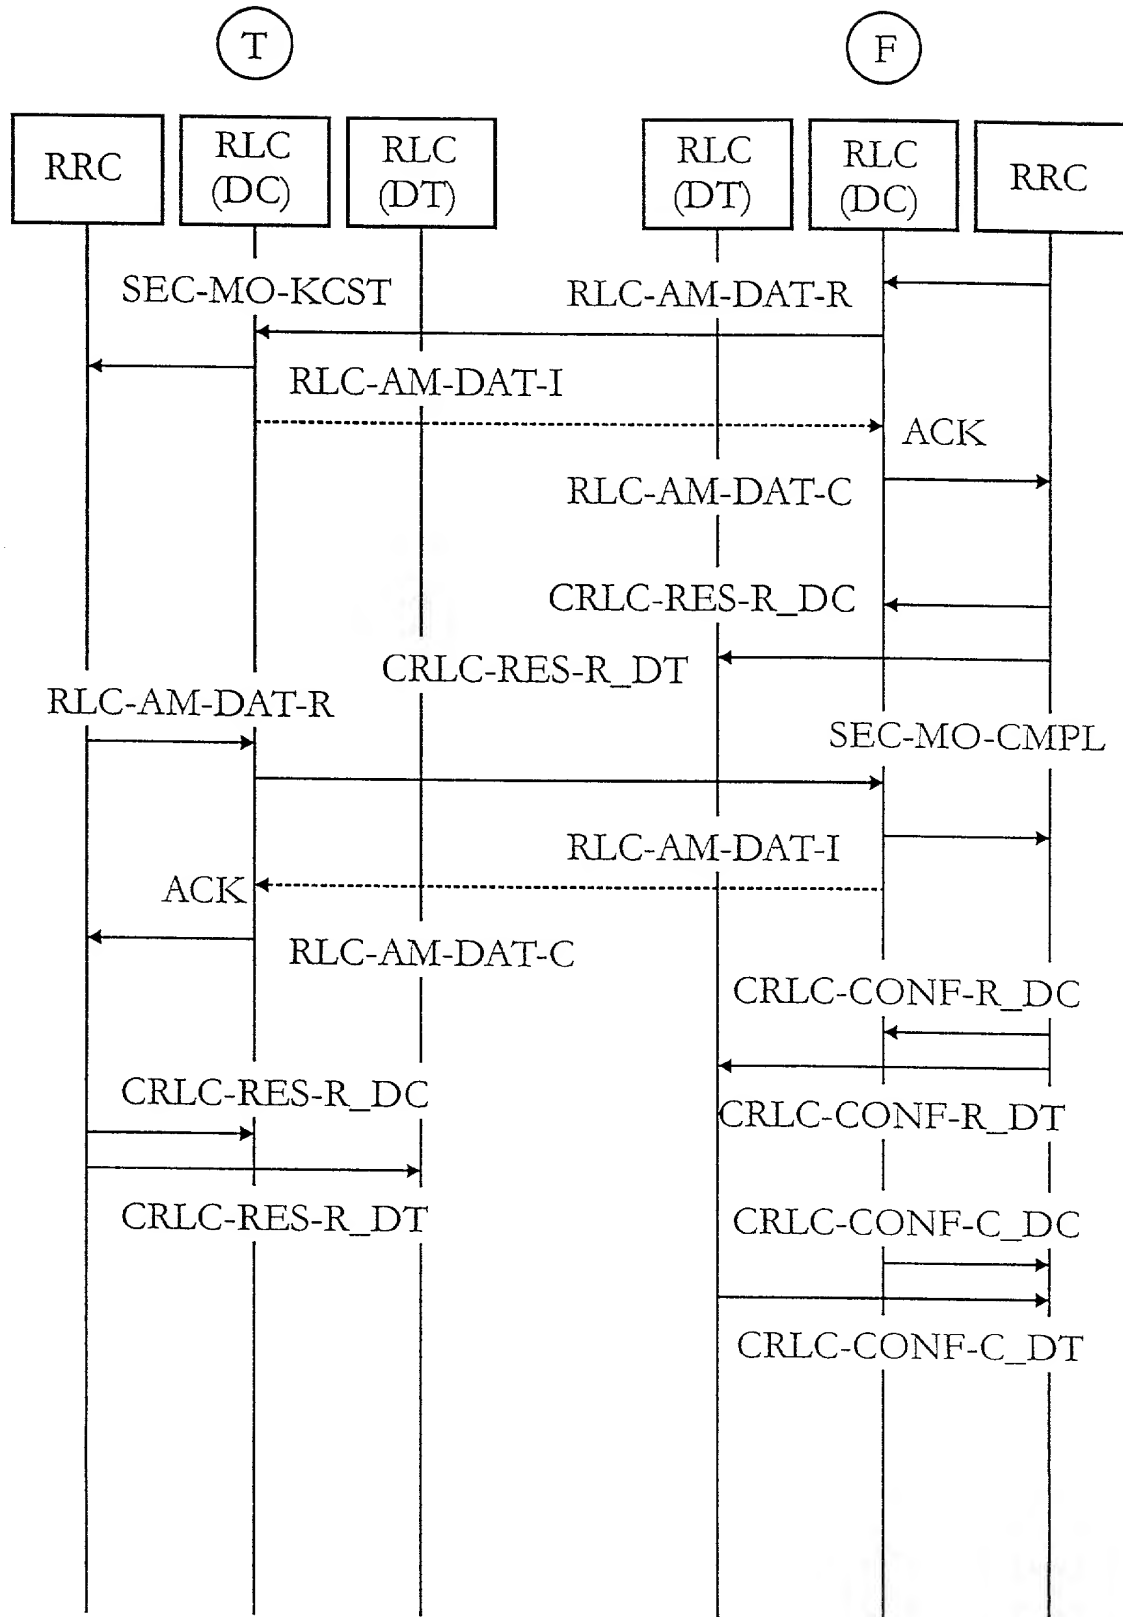 T
F
RRC
RLC
(DC)
RLC
(DT)
RLC
(DT)
RLC
(DC)
RRC
SEC-MO-KCST
RLC-AM-DAT-R
RLC-AM-DAT-I
ACK
RLC-AM-DAT-C
CRLC-RES-R_DC
CRLC-RES-R_DT
RLC-AM-DAT-R
SEC-MO-CMPL
RLC-AM-DAT-I
ACK
RLC-AM-DAT-C
CRLC-CONF-R_DC
CRLC-RES-R_DC
CRLC-CONF-R_DT
CRLC-RES-R_DT
CRLC-CONF-C_DC
CRLC-CONF-C_DT